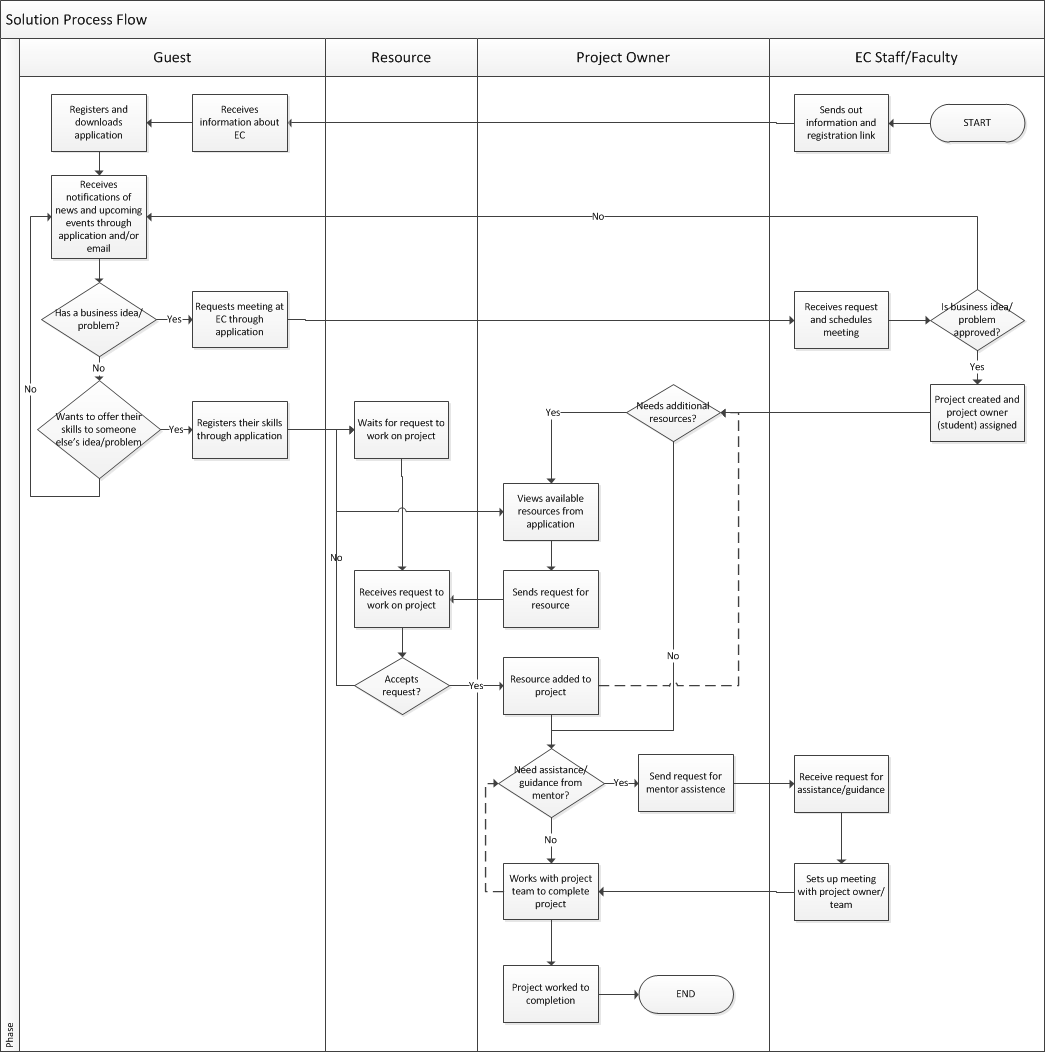 Solution Process Flow
Guest
Resource
Project Owner
EC Staff/Faculty
Registers and
downloads
application
Receives
information about
EC
Sends out
information and
registration link
START
Receives
notifications of
news and upcoming
events through
application and/or
email
No
Has a business idea/
problem?
Yes
Requests meeting at
EC through
application
Receives request
and schedules
meeting
Is business idea/
problem
approved?
No
Yes
No
Wants to offer their
skills to someone
else's idea/problem
Yes
Registers their skills
through application
Waits for request to
work on project
Yes
Needs additional
resources?
Project created and
project owner
(student) assigned
Views available
resources from
application
No
Receives request to
work on project
Sends request for
resource
No
Accepts
request?
Yes
Resource added to
project
Need assistance/
guidance from
mentor?
Yes
Send request for
mentor assistence
Receive request for
assistance/guidance
No
Works with project
team to complete
project
Sets up meeting
with project owner/
team
Project worked to
completion
END
Phase